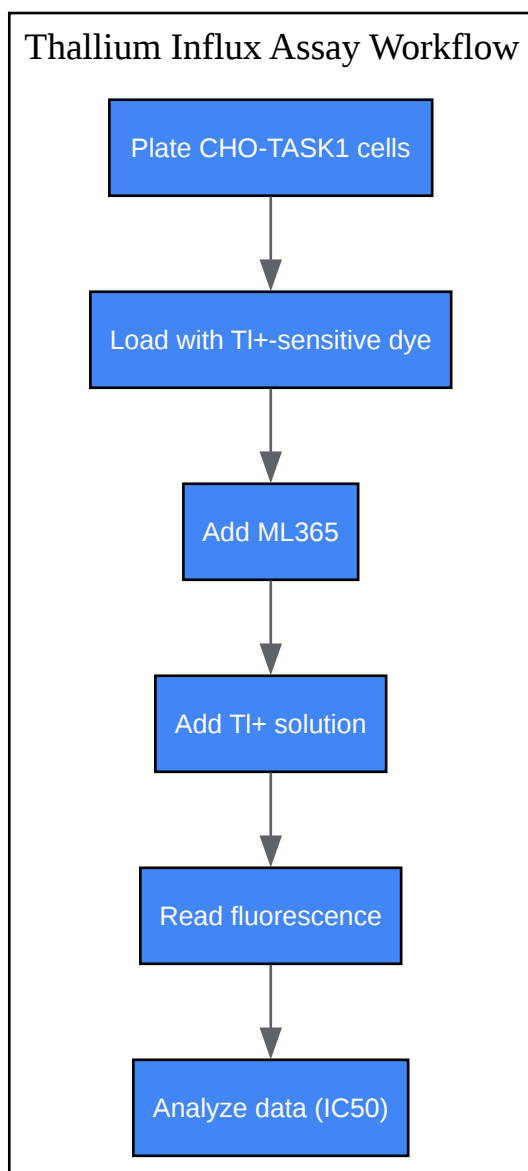 Thallium Influx Assay Workflow
Plate CHO-TASK1 cells
Load with Tl+-sensitive dye
Add ML365
Add Tl+ solution
Read fluorescence
Analyze data (IC50)